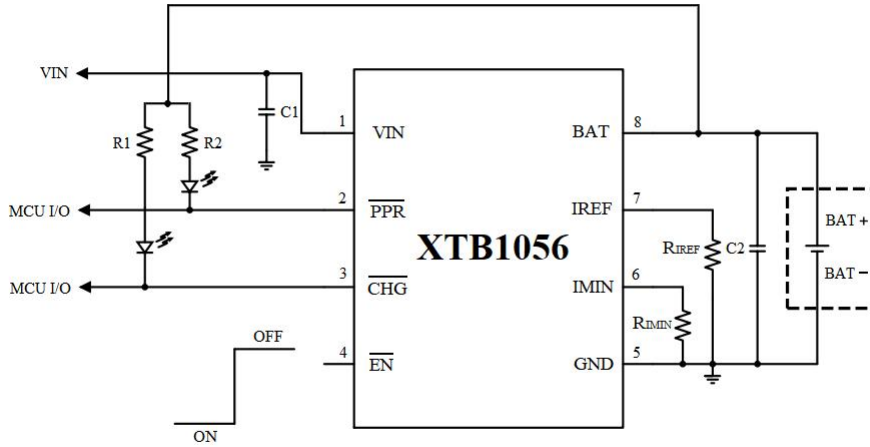 VIN
C1
R1
R2
1
VIN
BAT
8
MCU I/O
2
PPR
IREF
7
BAT+
XTB1056
RIREF
C2
MCU I/O
3
CHG
IMIN
6
BAT−
RIMIN
OFF
4
EN
GND
5
ON